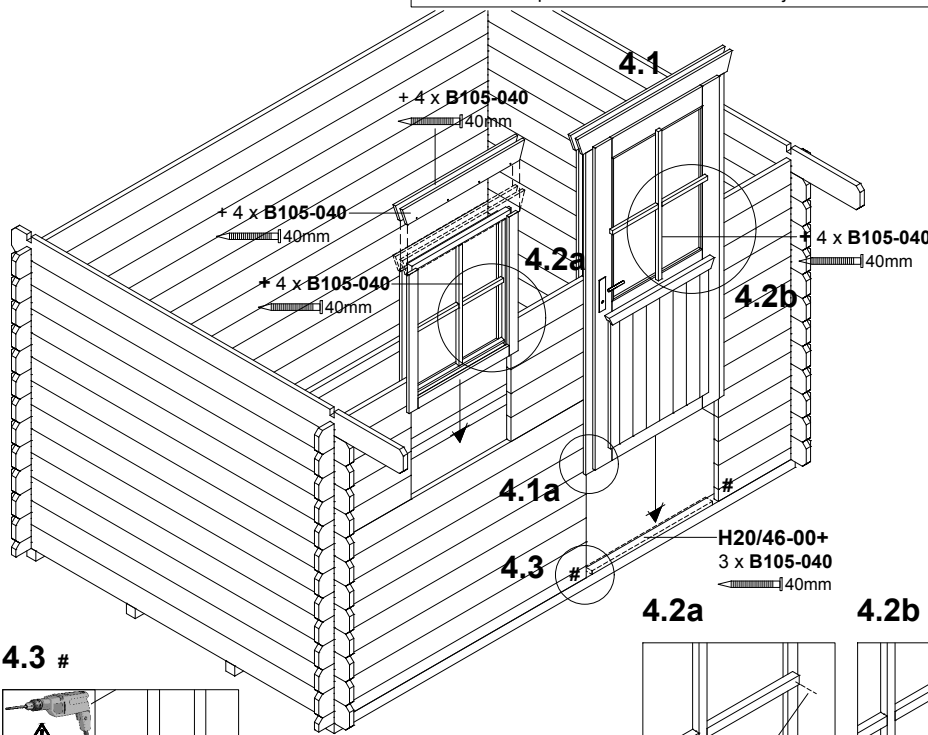 4.1
+ 4 x B105-040
40mm
+ 4 x B105-040
40mm
4.2a
+ 4 x B105-040
40mm
+ 4 x B105-040
40mm
4.2b
4.1a
#
H20/46-00+
3 x B105-040
40mm
4.3 #
4.2a
4.2b
4.3 #